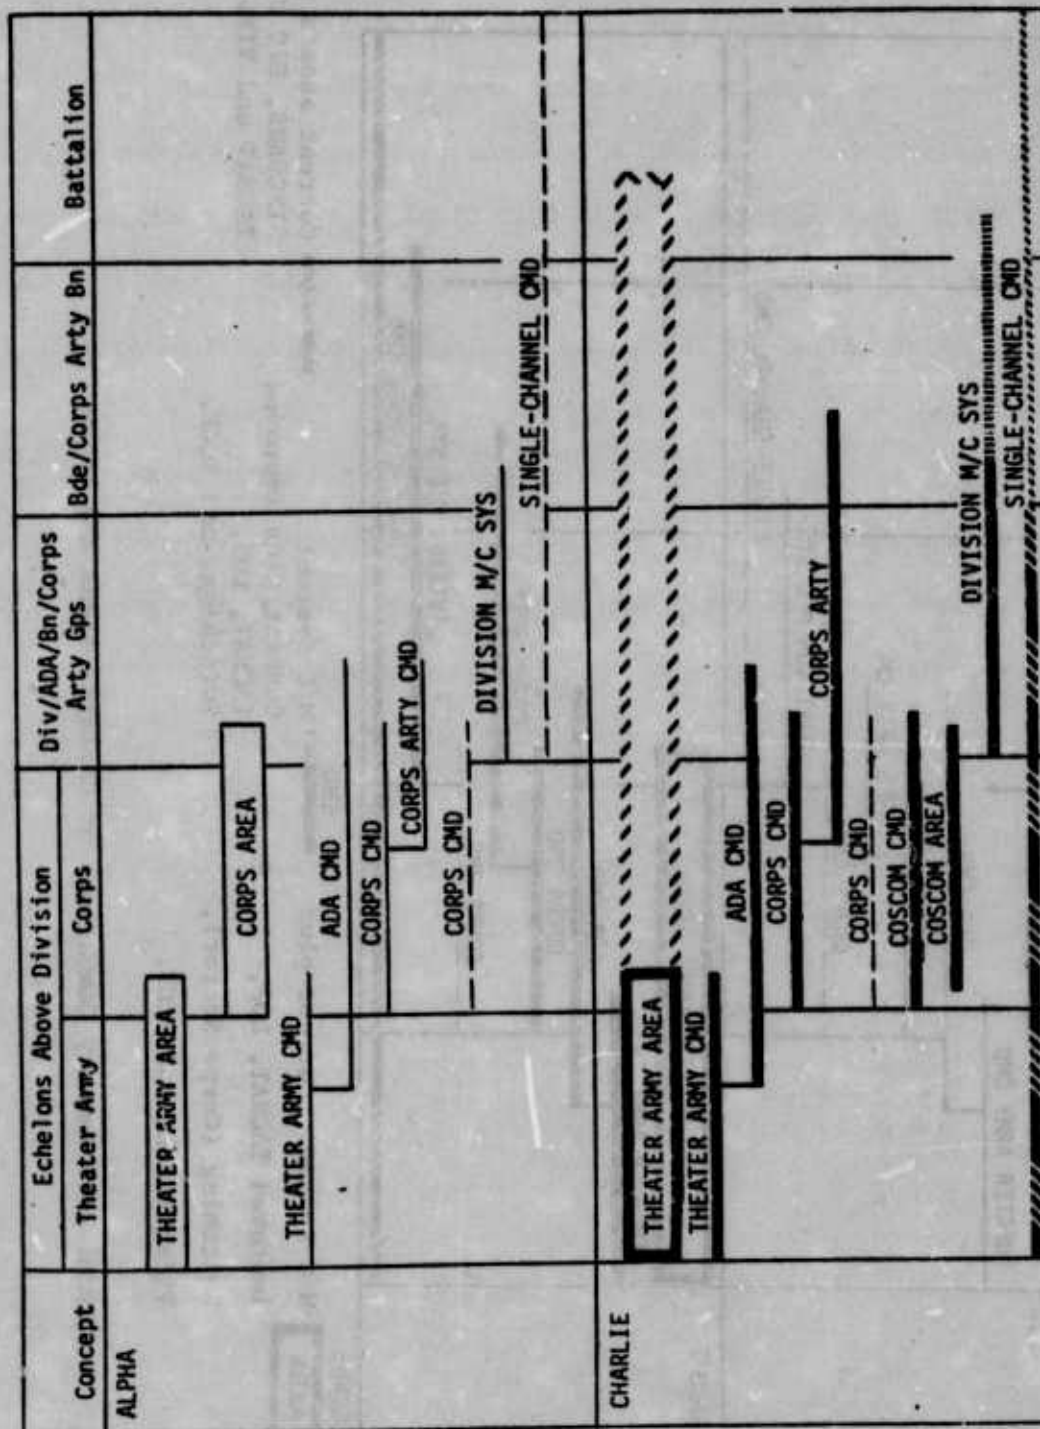 Concept
Echelons Above Division
Theater Army
Corps
Div/ADA/Bn/Corps
Arty Gps
Bde/Corps Arty Bn
Battalion
ALPHA
THEATER ARMY AREA
CORPS AREA
THEATER ARMY CMD
ADA CMD
CORPS CMD
CORPS ARTY CMD
CORPS CMD
DIVISION M/C SYS
SINGLE-CHANNEL CMD
CHARLIE
THEATER ARMY AREA
THEATER ARMY CMD
ADA CMD
CORPS CMD
CORPS ARTY
CORPS CMD
COSCOM CMD
COSCOM AREA
DIVISION M/C SYS
SINGLE-CHANNEL CMD